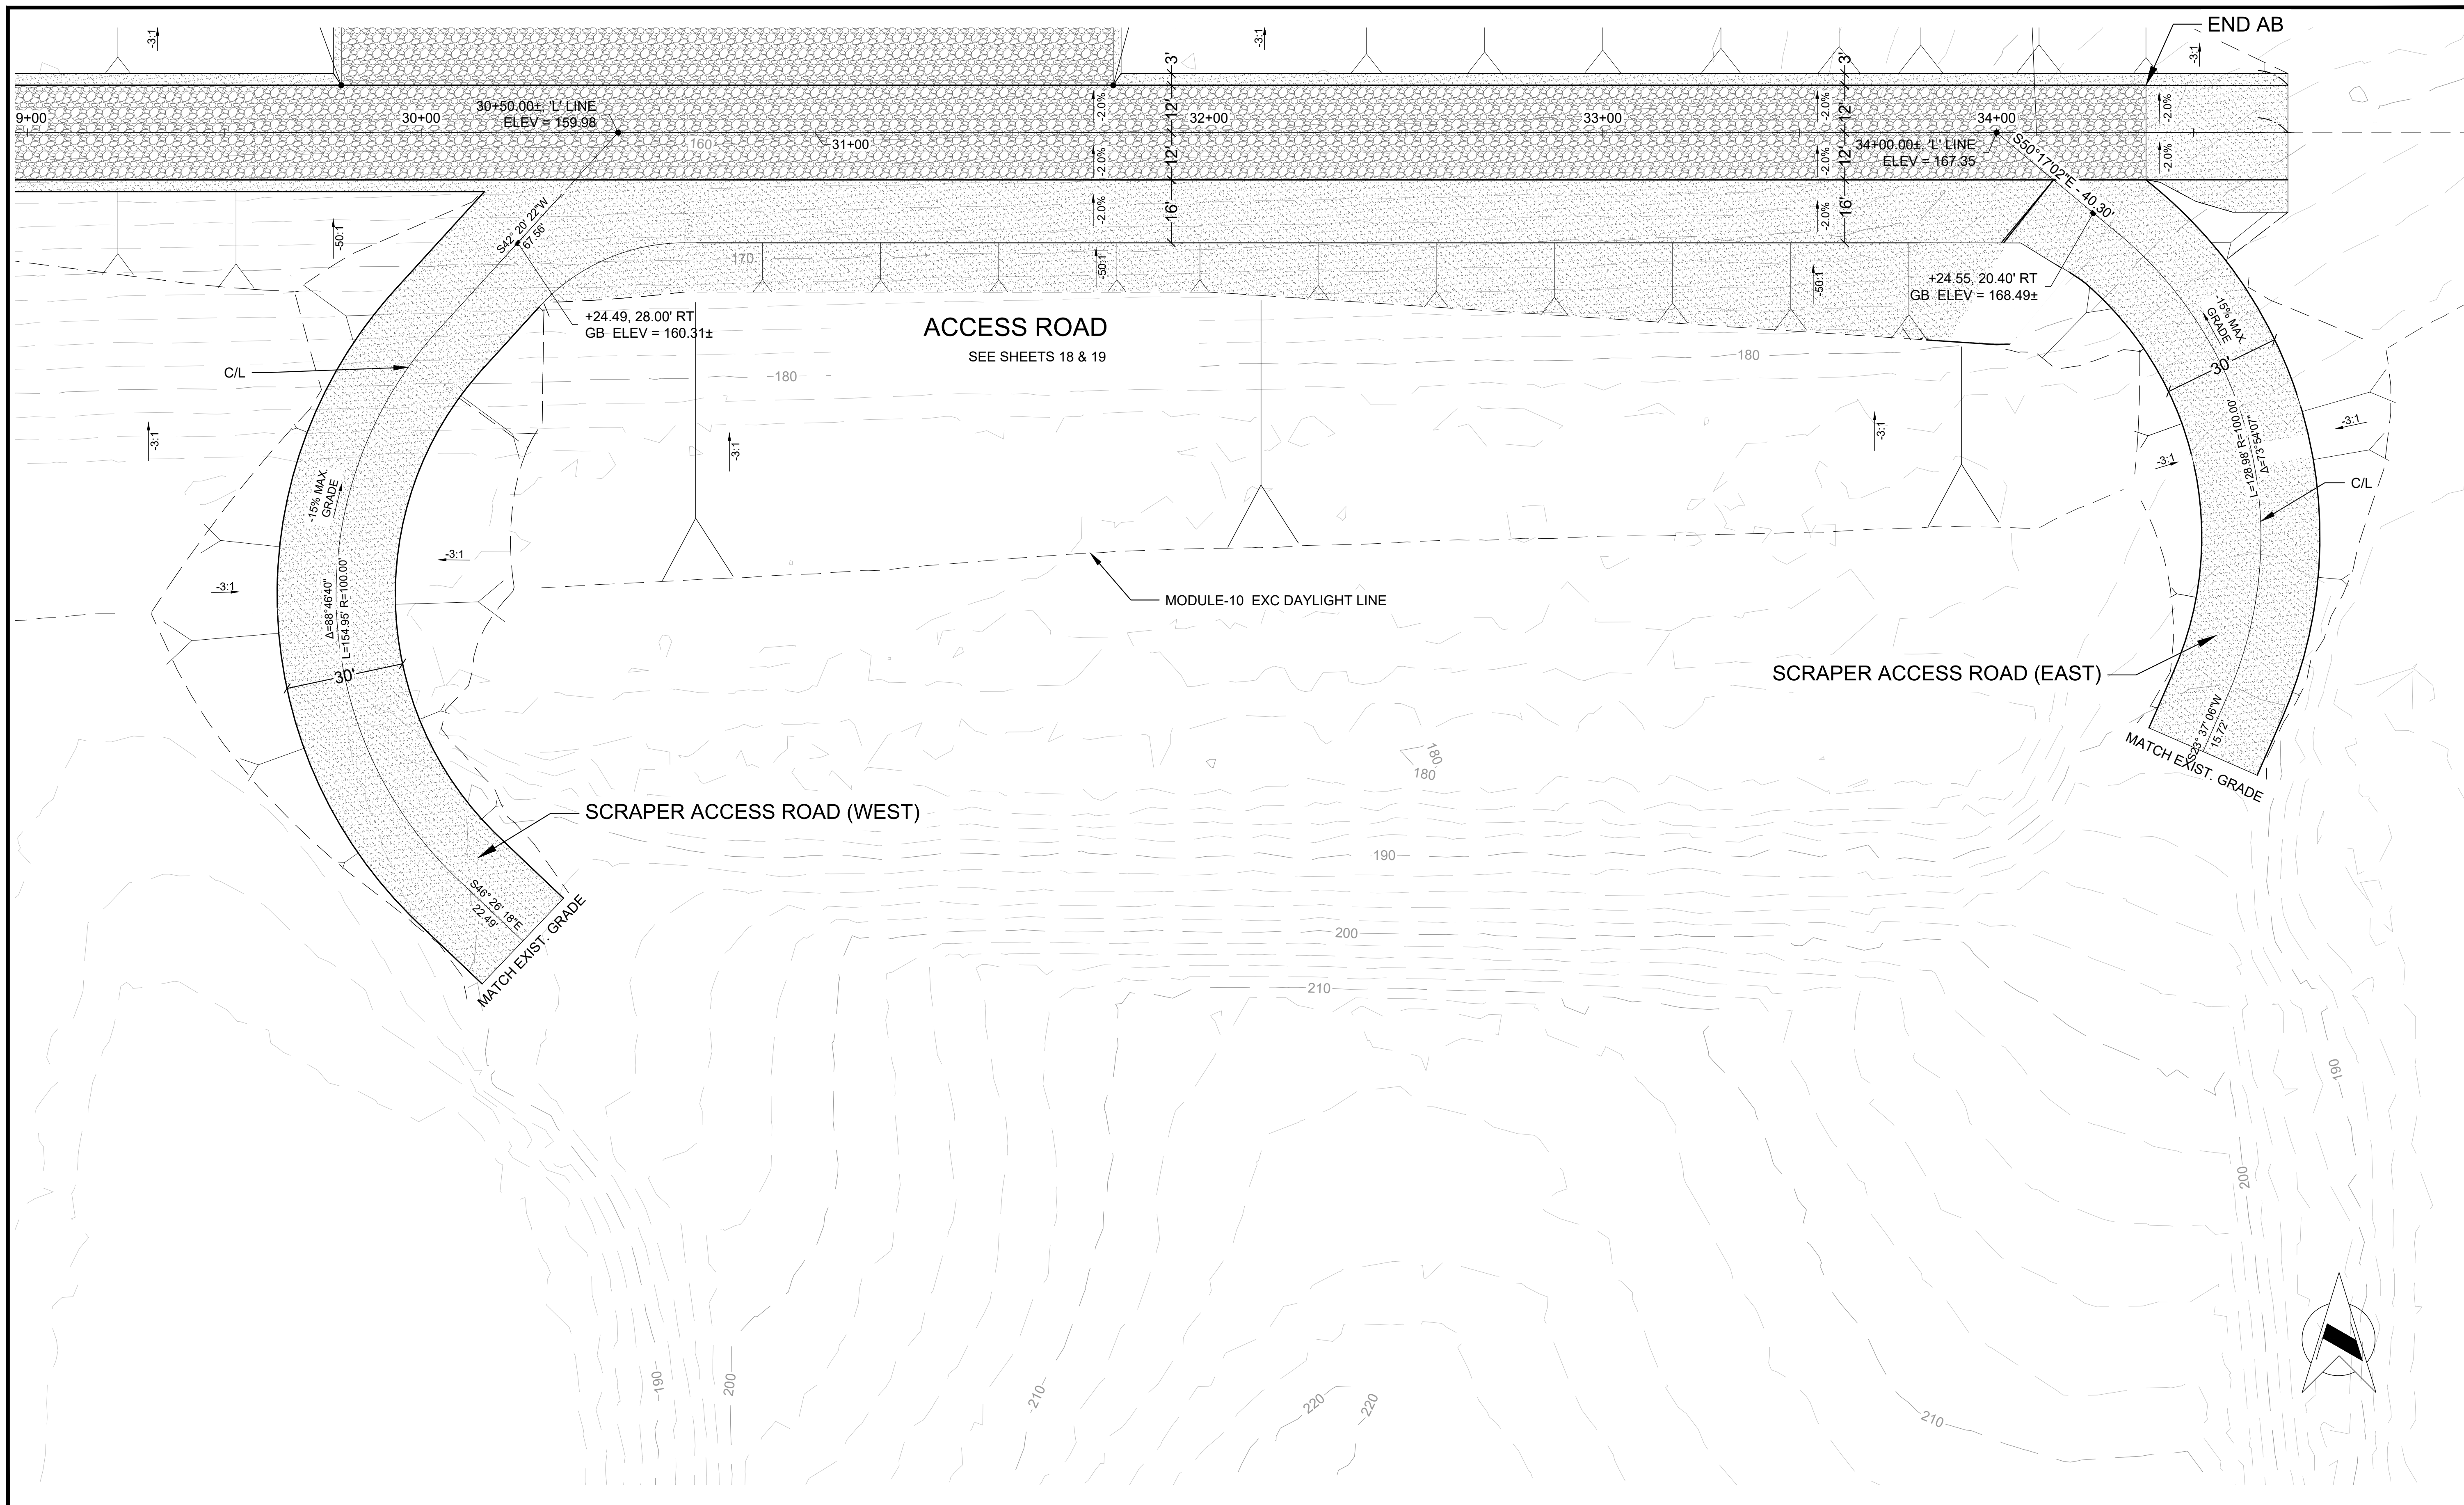 END AB
-3:1
-3:1
-3:1
3'
3'
30+50.00±, 'L' LINE
ELEV = 159.98
9+00
30+00
31+00
32+00
33+00
34+00
160
-2.0%
-2.0%
-2.0%
12'
12'
16'
-2.0%
-2.0%
-2.0%
12'
12'
16'
34+00.00±, 'L' LINE
ELEV = 167.35
-2.0%
-2.0%
S50°17'02"E - 40.30'
S42° 20' 22"W
67.56'
-50:1
-50:1
-50:1
170
+24.49, 28.00' RT
GB ELEV = 160.31±
ACCESS ROAD
SEE SHEETS 18 & 19
+24.55, 20.40' RT
GB ELEV = 168.49±
-15% MAX.
GRADE
30'
C/L
180
180
-3:1
-3:1
-3:1
-3:1
-3:1
L=128.98' R=100.00'
Δ=73°54'07"
C/L
-15% MAX.
GRADE
-3:1
-3:1
Δ=88°46'40"
L=154.95' R=100.00'
30'
MODULE-10 EXC DAYLIGHT LINE
SCRAPER ACCESS ROAD (EAST)
S23° 37' 06"W
15.72'
MATCH EXIST. GRADE
180
180
SCRAPER ACCESS ROAD (WEST)
190
S46° 26' 18"E
22.49'
MATCH EXIST. GRADE
200
210
190
200
190
200
210
220
220
210